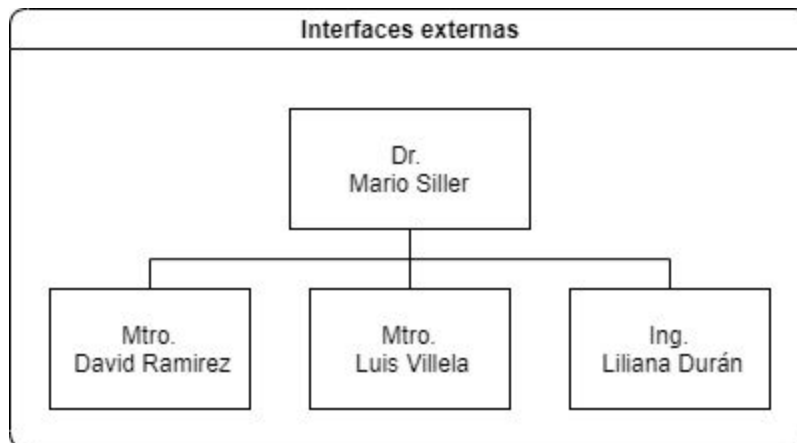 Interfaces externas
Dr.
Mario Siller
Mtro.
David Ramirez
Mtro.
Luis Villela
Ing.
Liliana Durán